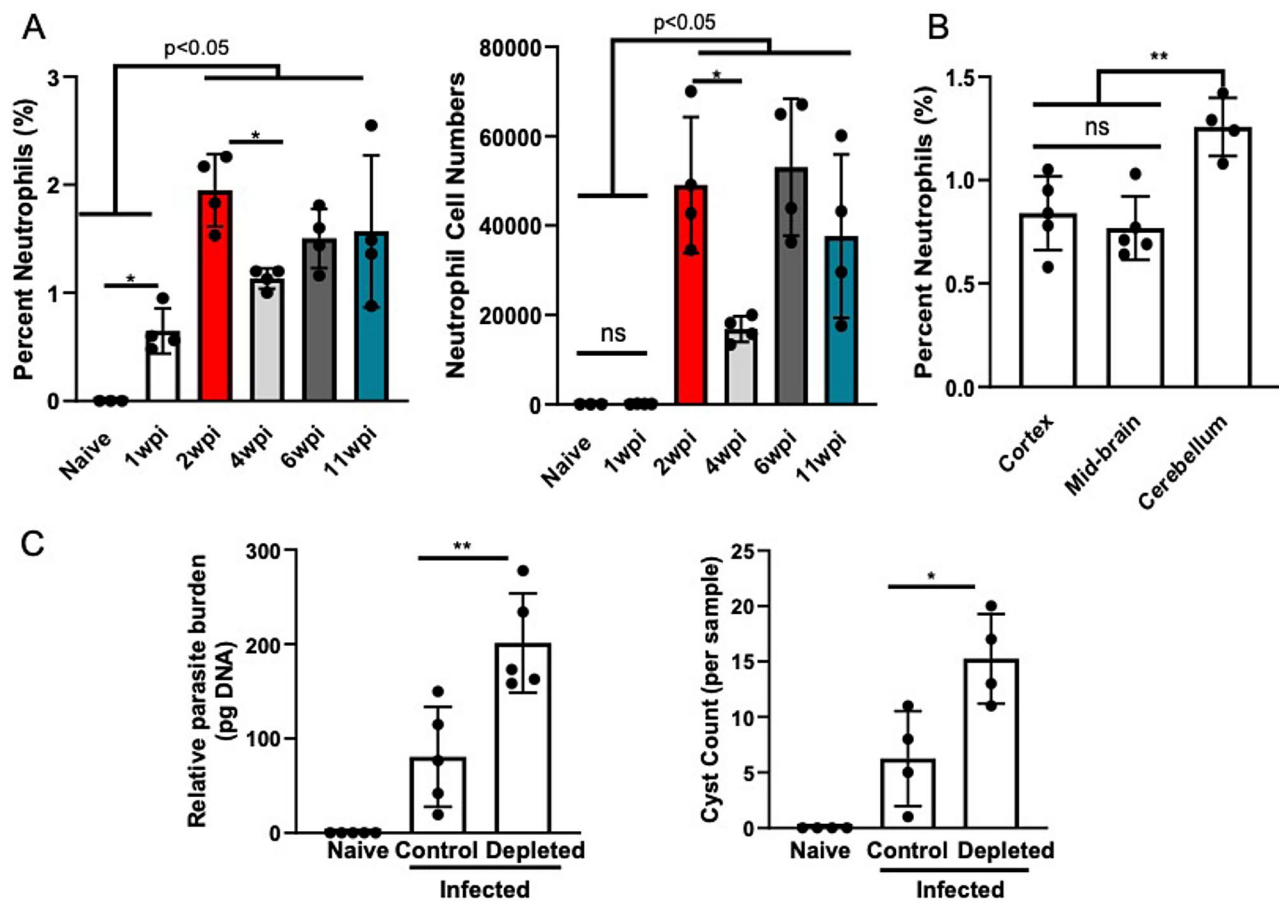 A
p<0.05
Percent Neutrophils (%)
3
2
1
0
*
*
Naive
1wpi
2wpi
4wpi
6wpi
11wpi
p<0.05
Neutrophil Cell Numbers
80000
60000
40000
20000
0
*
ns
Naive
1wpi
2wpi
4wpi
6wpi
11wpi
B
**
ns
Percent Neutrophils (%)
1.5
1.0
0.5
0.0
Cortex
Mid-brain
Cerebellum
C
Relative parasite burden
(pg DNA)
300
200
100
0
**
Naive Control Depleted
Infected
Cyst Count (per sample)
25
20
15
10
5
0
*
Naive Control Depleted
Infected